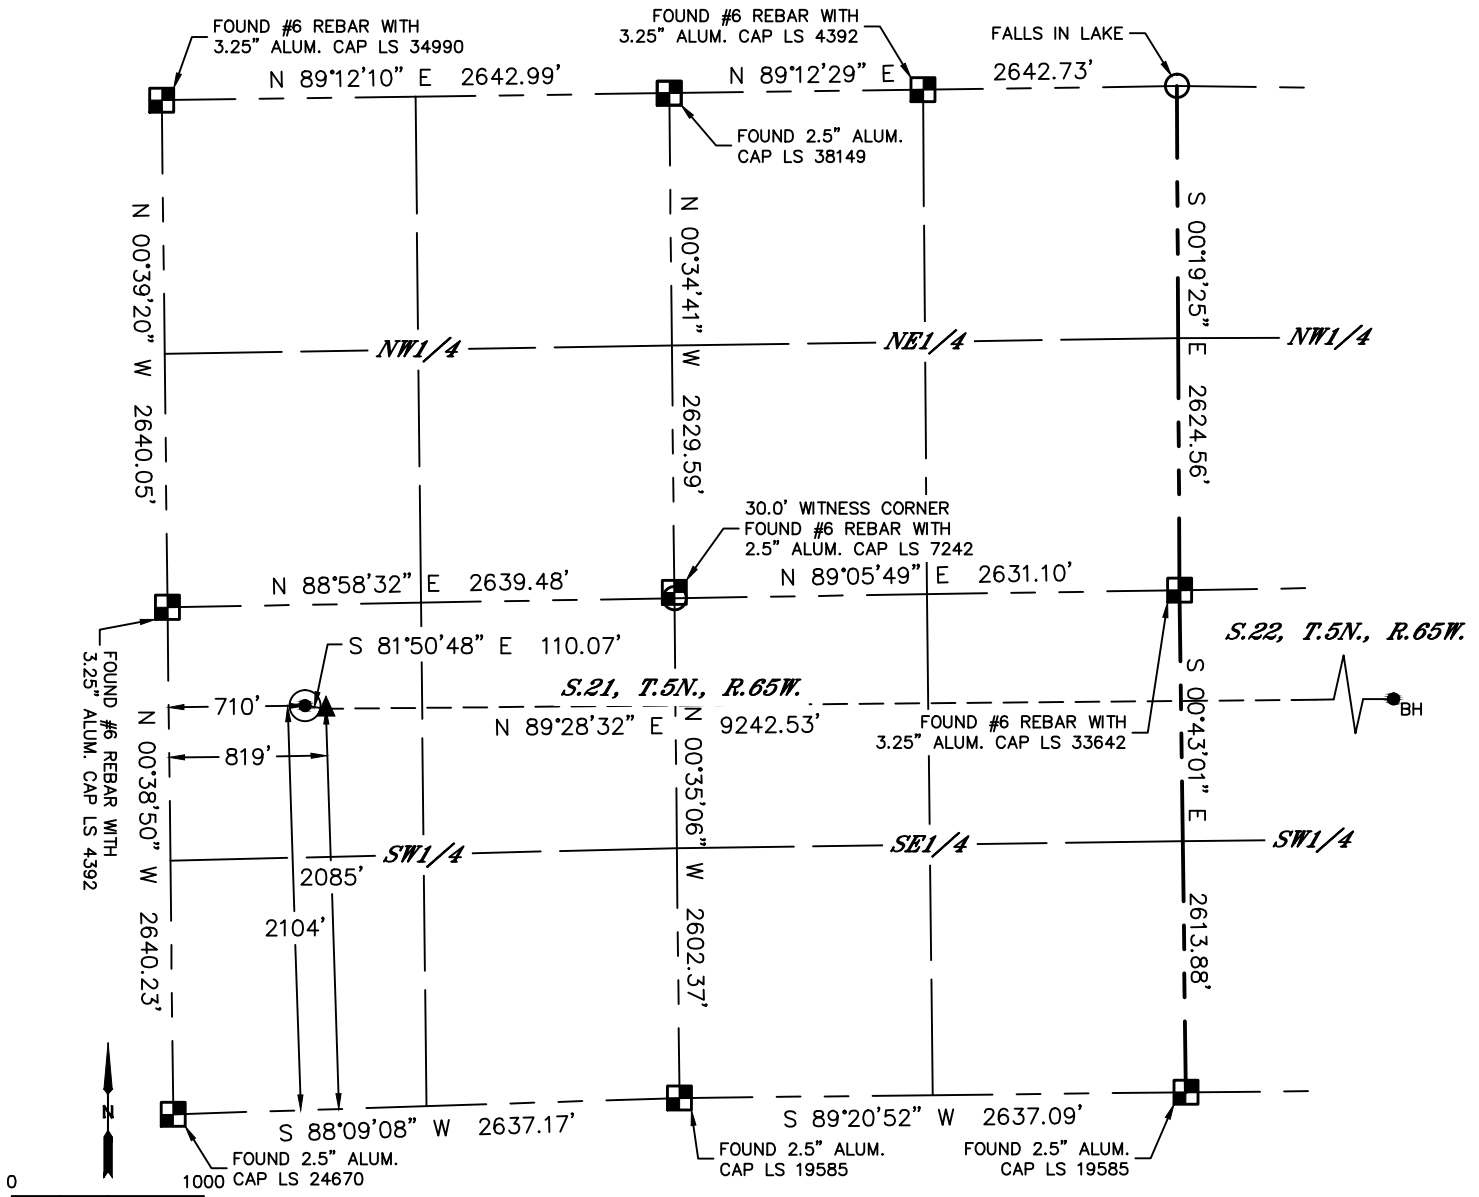 FOUND #6 REBAR WITH
3.25" ALUM. CAP LS 34990
FOUND #6 REBAR WITH
3.25" ALUM. CAP LS 4392
FALLS IN LAKE
N 89°12'10" E 2642.99'
N 89°12'29" E 2642.73'
FOUND 2.5" ALUM.
CAP LS 38149
N 00°39'20" W 2640.05'
N 00°34'41" W 2629.59'
S 00°19'25" E 2624.56'
NW1/4
NE1/4
NW1/4
30.0' WITNESS CORNER
FOUND #6 REBAR WITH
2.5" ALUM. CAP LS 7242
N 88°58'32" E 2639.48'
N 89°05'49" E 2631.10'
S.22, T.5N., R.65W.
S 81°50'48" E 110.07'
FOUND #6 REBAR WITH
3.25" ALUM. CAP LS 4392
S.21, T.5N., R.65W.
710'
N 89°28'32" E 9242.53'
BH
FOUND #6 REBAR WITH
3.25" ALUM. CAP LS 33642
819'
N 00°38'50" W 2640.23'
N 00°35'06" W 2602.37'
S 00°43'01" E 2613.88'
SW1/4
SE1/4
SW1/4
2085'
2104'
N
S 88°09'08" W 2637.17'
S 89°20'52" W 2637.09'
FOUND 2.5" ALUM.
CAP LS 24670
FOUND 2.5" ALUM.
CAP LS 19585
FOUND 2.5" ALUM.
CAP LS 19585
0 1000